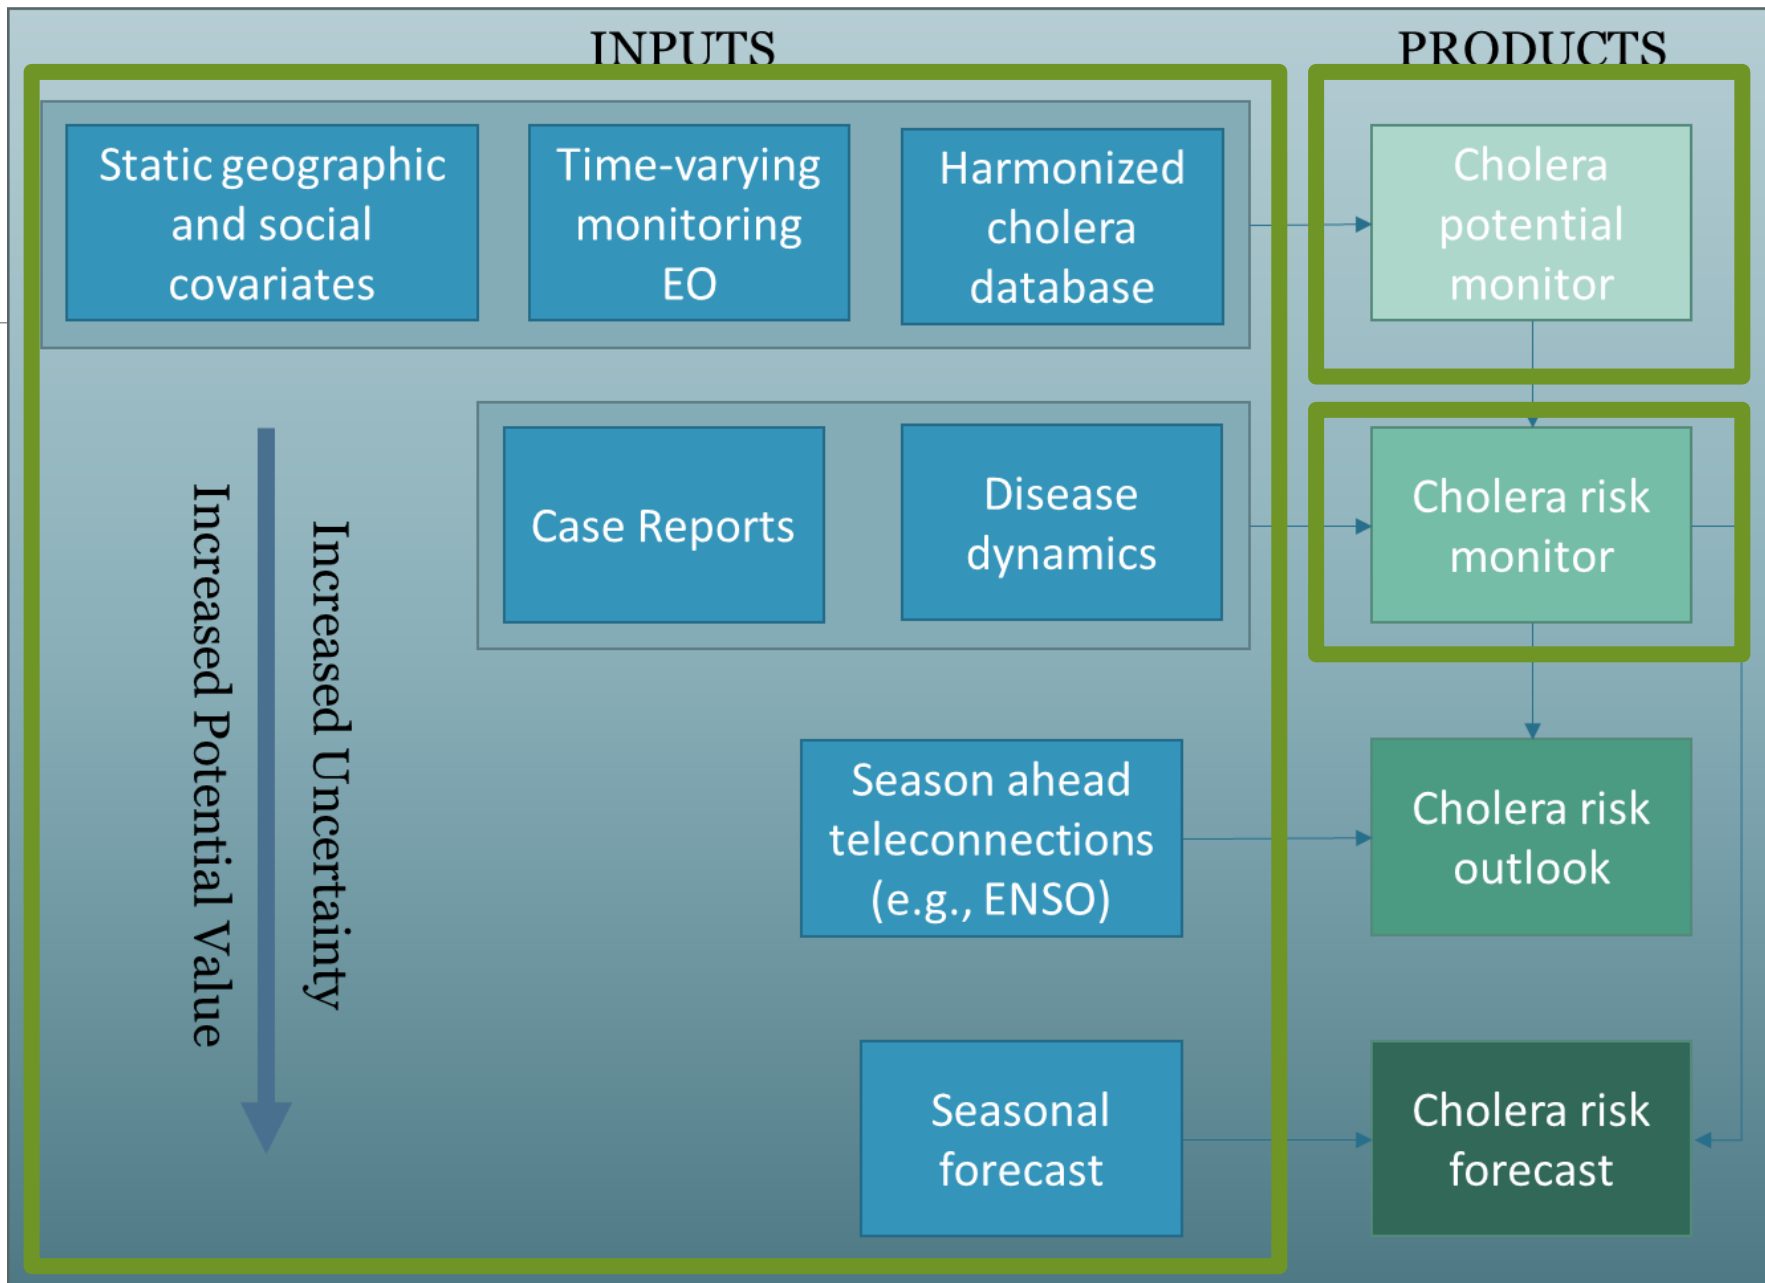 INPUTS
PRODUCTS
Static geographic
and social
covariates
Time-varying
monitoring
EO
Harmonized
cholera
database
Cholera
potential
monitor
Case Reports
Disease
dynamics
Cholera risk
monitor
Increased Potential Value
Increased Uncertainty
Season ahead
teleconnections
(e.g., ENSO)
Cholera risk
outlook
Seasonal
forecast
Cholera risk
forecast